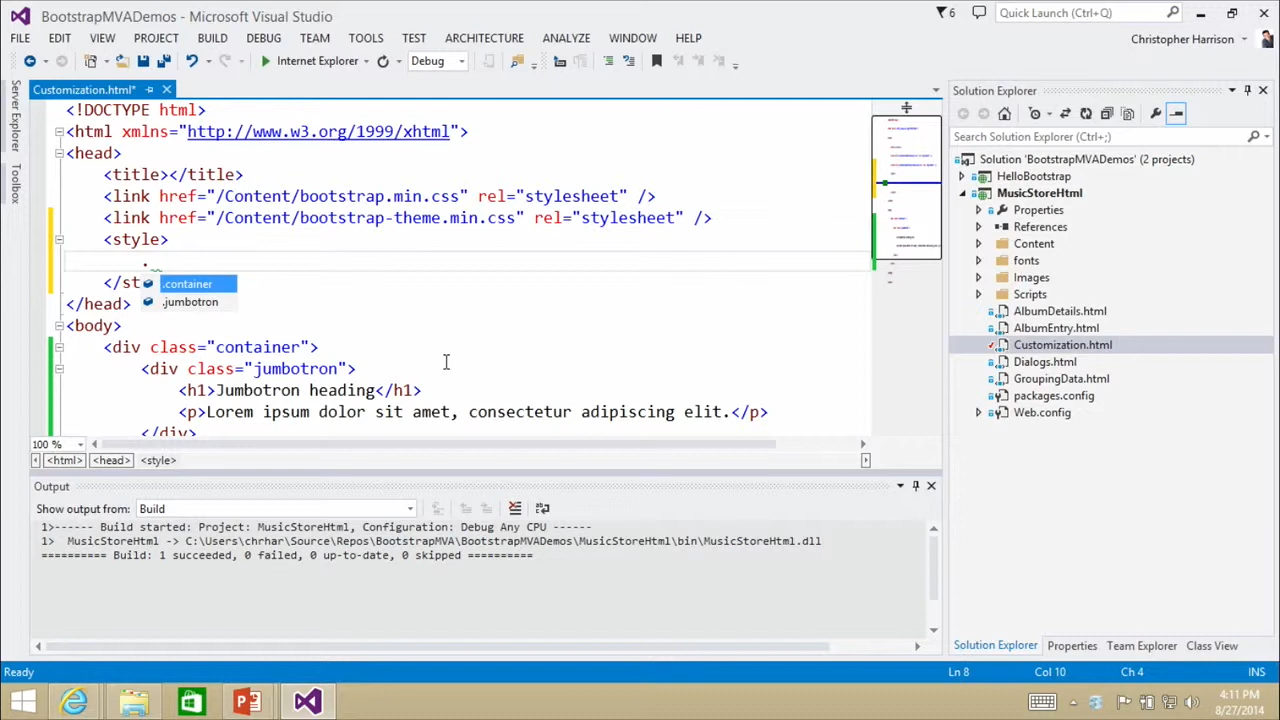 BootstrapMVADemos - Microsoft Visual Studio
6
Quick Launch (Ctrl+Q)
FILE EDIT VIEW PROJECT BUILD DEBUG TEAM TOOLS TEST ARCHITECTURE ANALYZE WINDOW HELP
Christopher Harrison
Internet Explorer
Debug
Server Explorer
Toolbox
Customization.html*
<!DOCTYPE html>
<html xmlns="http://www.w3.org/1999/xhtml">
<head>
<title></title>
<link href="/Content/bootstrap.min.css" rel="stylesheet" />
<link href="/Content/bootstrap-theme.min.css" rel="stylesheet" />
<style>
.
</st
.container
.jumbotron
</head>
<body>
<div class="container">
<div class="jumbotron">
<h1>Jumbotron heading</h1>
<p>Lorem ipsum dolor sit amet, consectetur adipiscing elit.</p>
</div>
100 %
<html> <head> <style>
Output
Show output from: Build
1>------ Build started: Project: MusicStoreHtml, Configuration: Debug Any CPU ------
1> MusicStoreHtml -> C:\Users\chrhar\Source\Repos\BootstrapMVA\BootstrapMVADemos\MusicStoreHtml\bin\MusicStoreHtml.dll
========== Build: 1 succeeded, 0 failed, 0 up-to-date, 0 skipped ==========
Solution Explorer
Search Solution Explorer (Ctrl+;)
Solution 'BootstrapMVADemos' (2 projects)
HelloBootstrap
MusicStoreHtml
Properties
References
Content
fonts
Images
Scripts
AlbumDetails.html
AlbumEntry.html
Customization.html
Dialogs.html
GroupingData.html
packages.config
Web.config
Solution Explorer Properties Team Explorer Class View
Ready
Ln 8 Col 10 Ch 4 INS
4:11 PM
8/27/2014